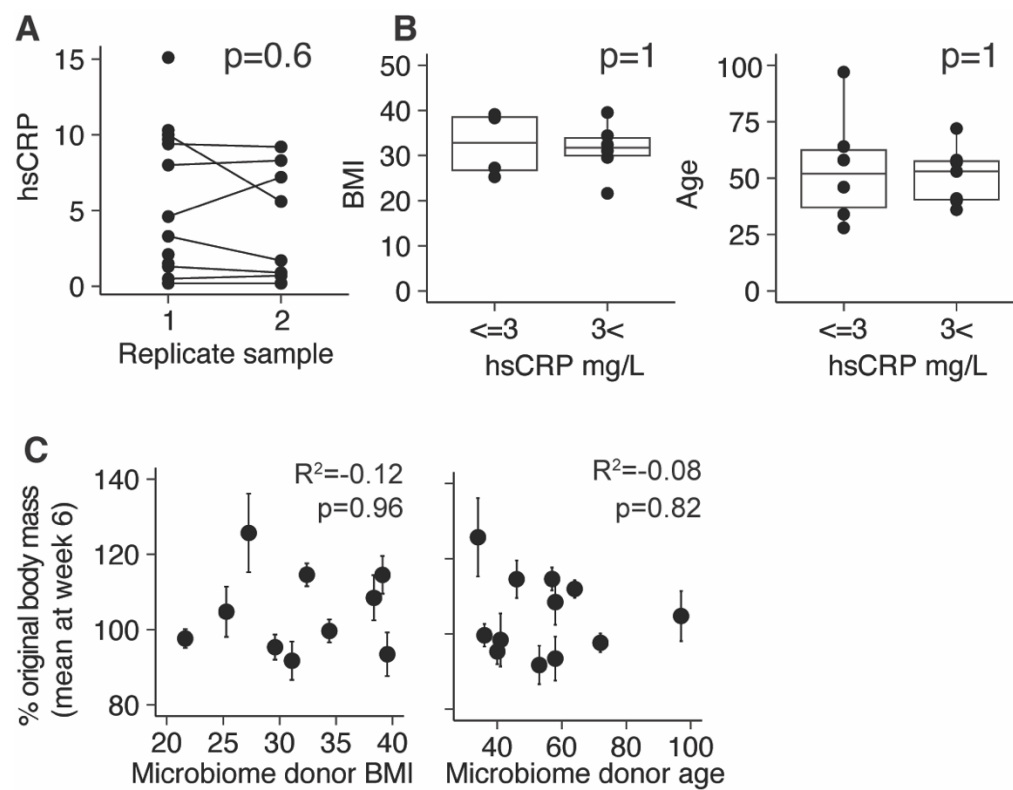 A
B
p=0.6
p=1
p=1
hsCRP
15
10
5
0
1
2
Replicate sample
BMI
50
40
30
20
10
0
<=3
3<
hsCRP mg/L
Age
100
75
50
25
0
<=3
3<
hsCRP mg/L
C
% original body mass
(mean at week 6)
140
120
100
80
R²=-0.12
p=0.96
20
25
30
35
40
Microbiome donor BMI
R²=-0.08
p=0.82
40
60
80
100
Microbiome donor age